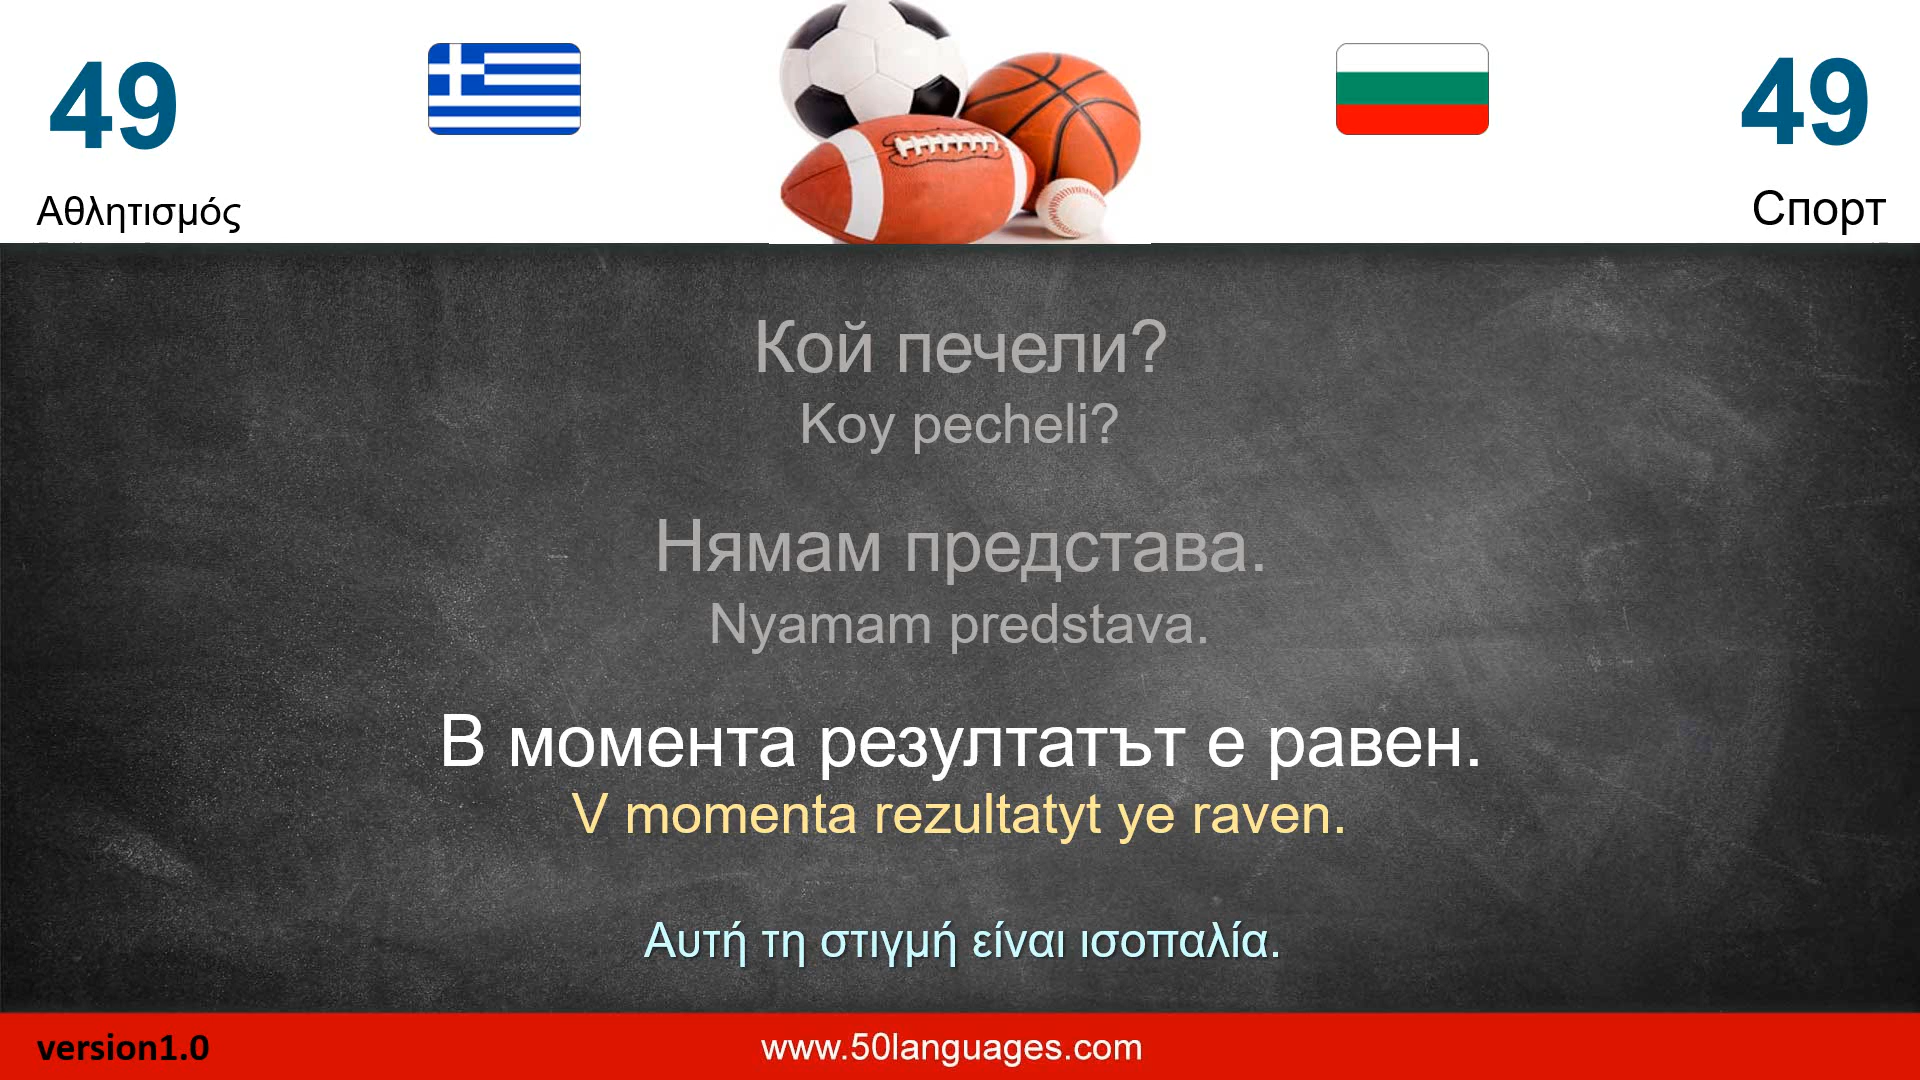 49
49
Αθλητισμός
Спорт
Кой печели?
Koy pecheli?
Нямам представа.
Nyamam predstava.
В момента резултатът е равен.
V momenta rezultatyt ye raven.
Αυτή τη στιγμή είναι ισοπαλία.
version1.0
www.50languages.com